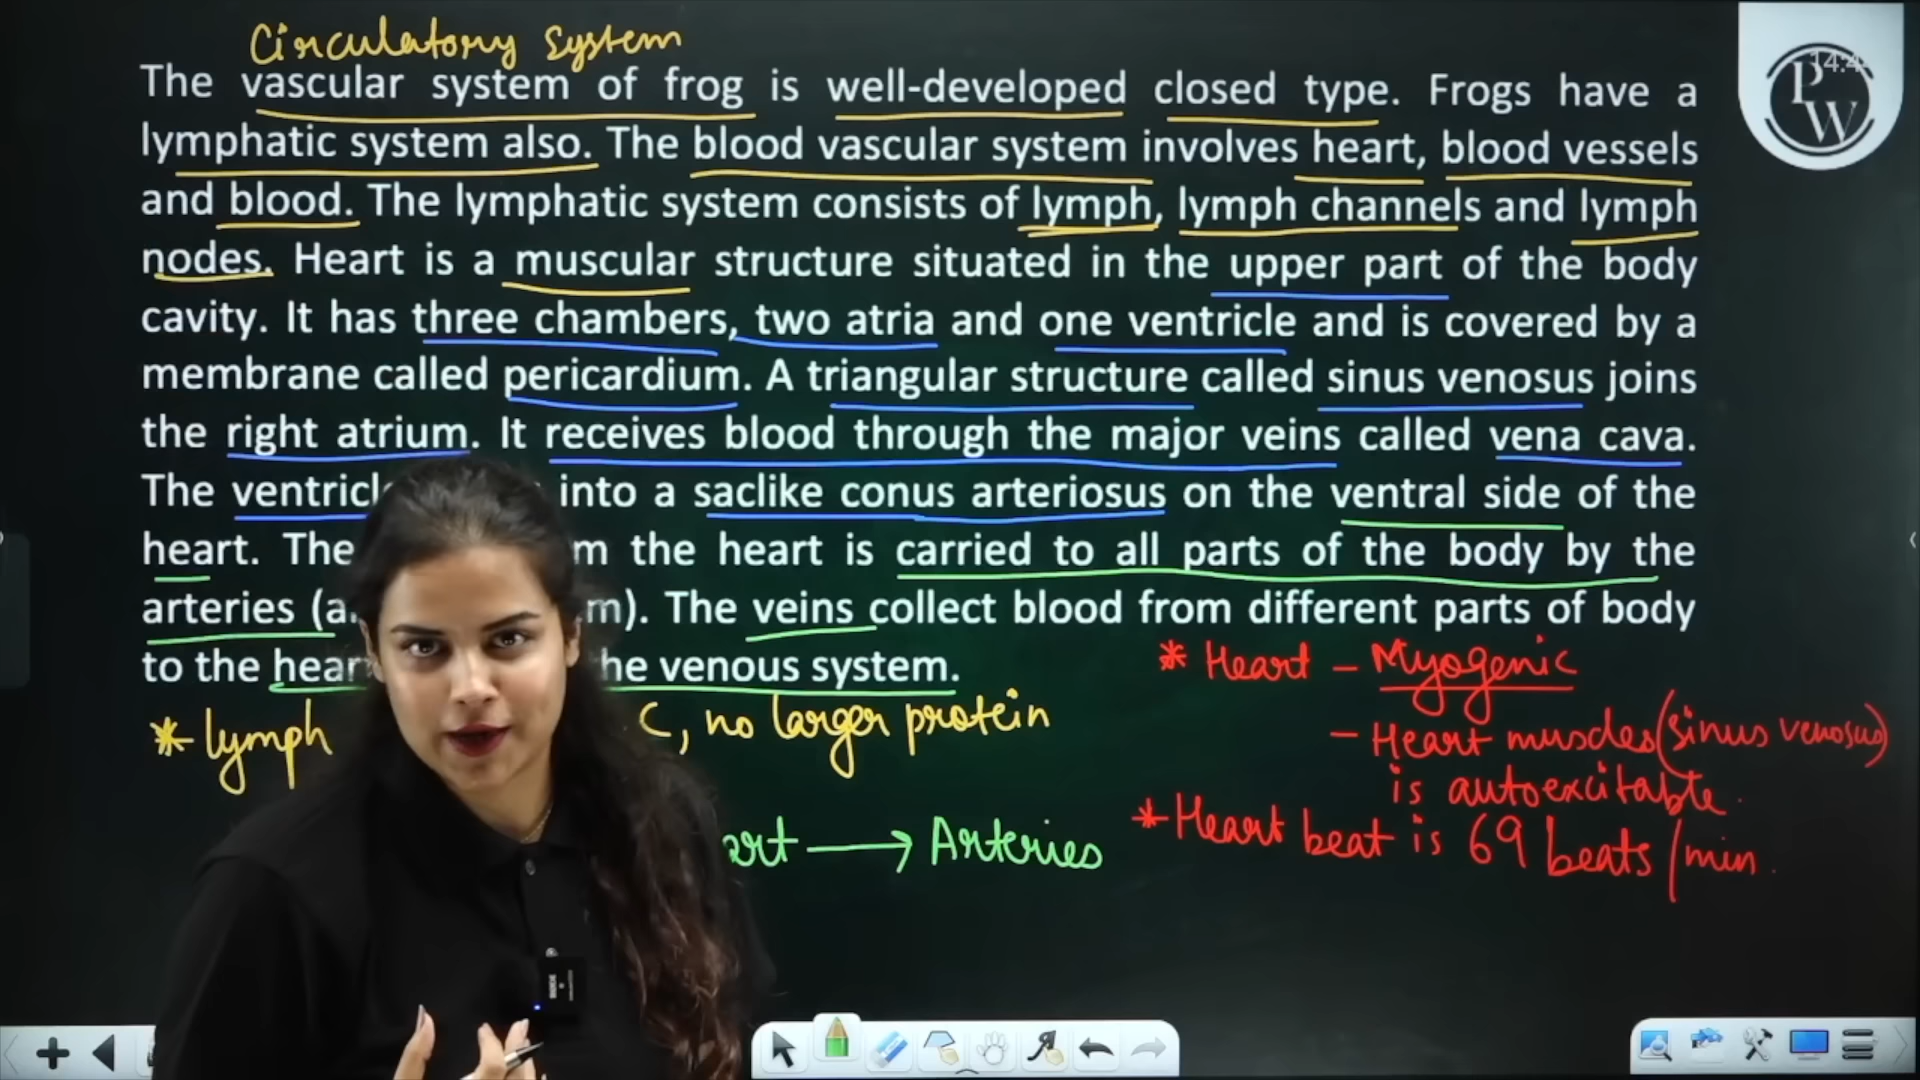 Circulatory System
The vascular system of frog is well-developed closed type. Frogs have a
lymphatic system also. The blood vascular system involves heart, blood vessels
and blood. The lymphatic system consists of lymph, lymph channels and lymph
nodes. Heart is a muscular structure situated in the upper part of the body
cavity. It has three chambers, two atria and one ventricle and is covered by a
membrane called pericardium. A triangular structure called sinus venosus joins
the right atrium. It receives blood through the major veins called vena cava.
The into a saclike conus arteriosus on the ventral side of the
heart. The the heart is carried to all parts of the body by the
arteries The veins collect blood from different parts of body
to the venous system.
* lymph , no larger protein
→ Arteries
* Heart - Myogenic
- Heart muscles (sinus venosus)
is autoexcitable.
* Heart beat is 69 beats/min.
PW